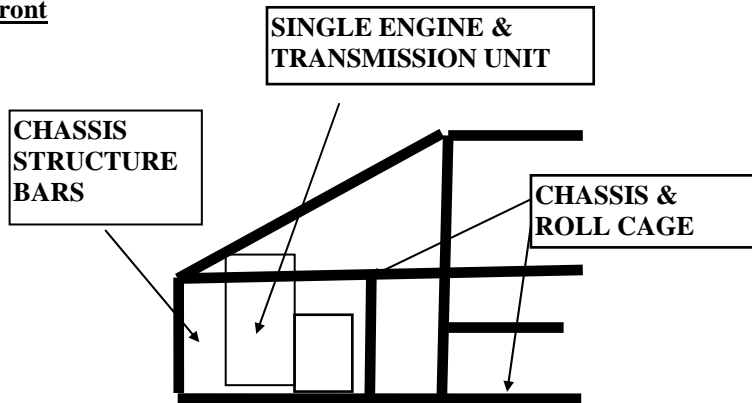 ront
SINGLE ENGINE &
TRANSMISSION UNIT
CHASSIS
STRUCTURE
BARS
CHASSIS &
ROLL CAGE